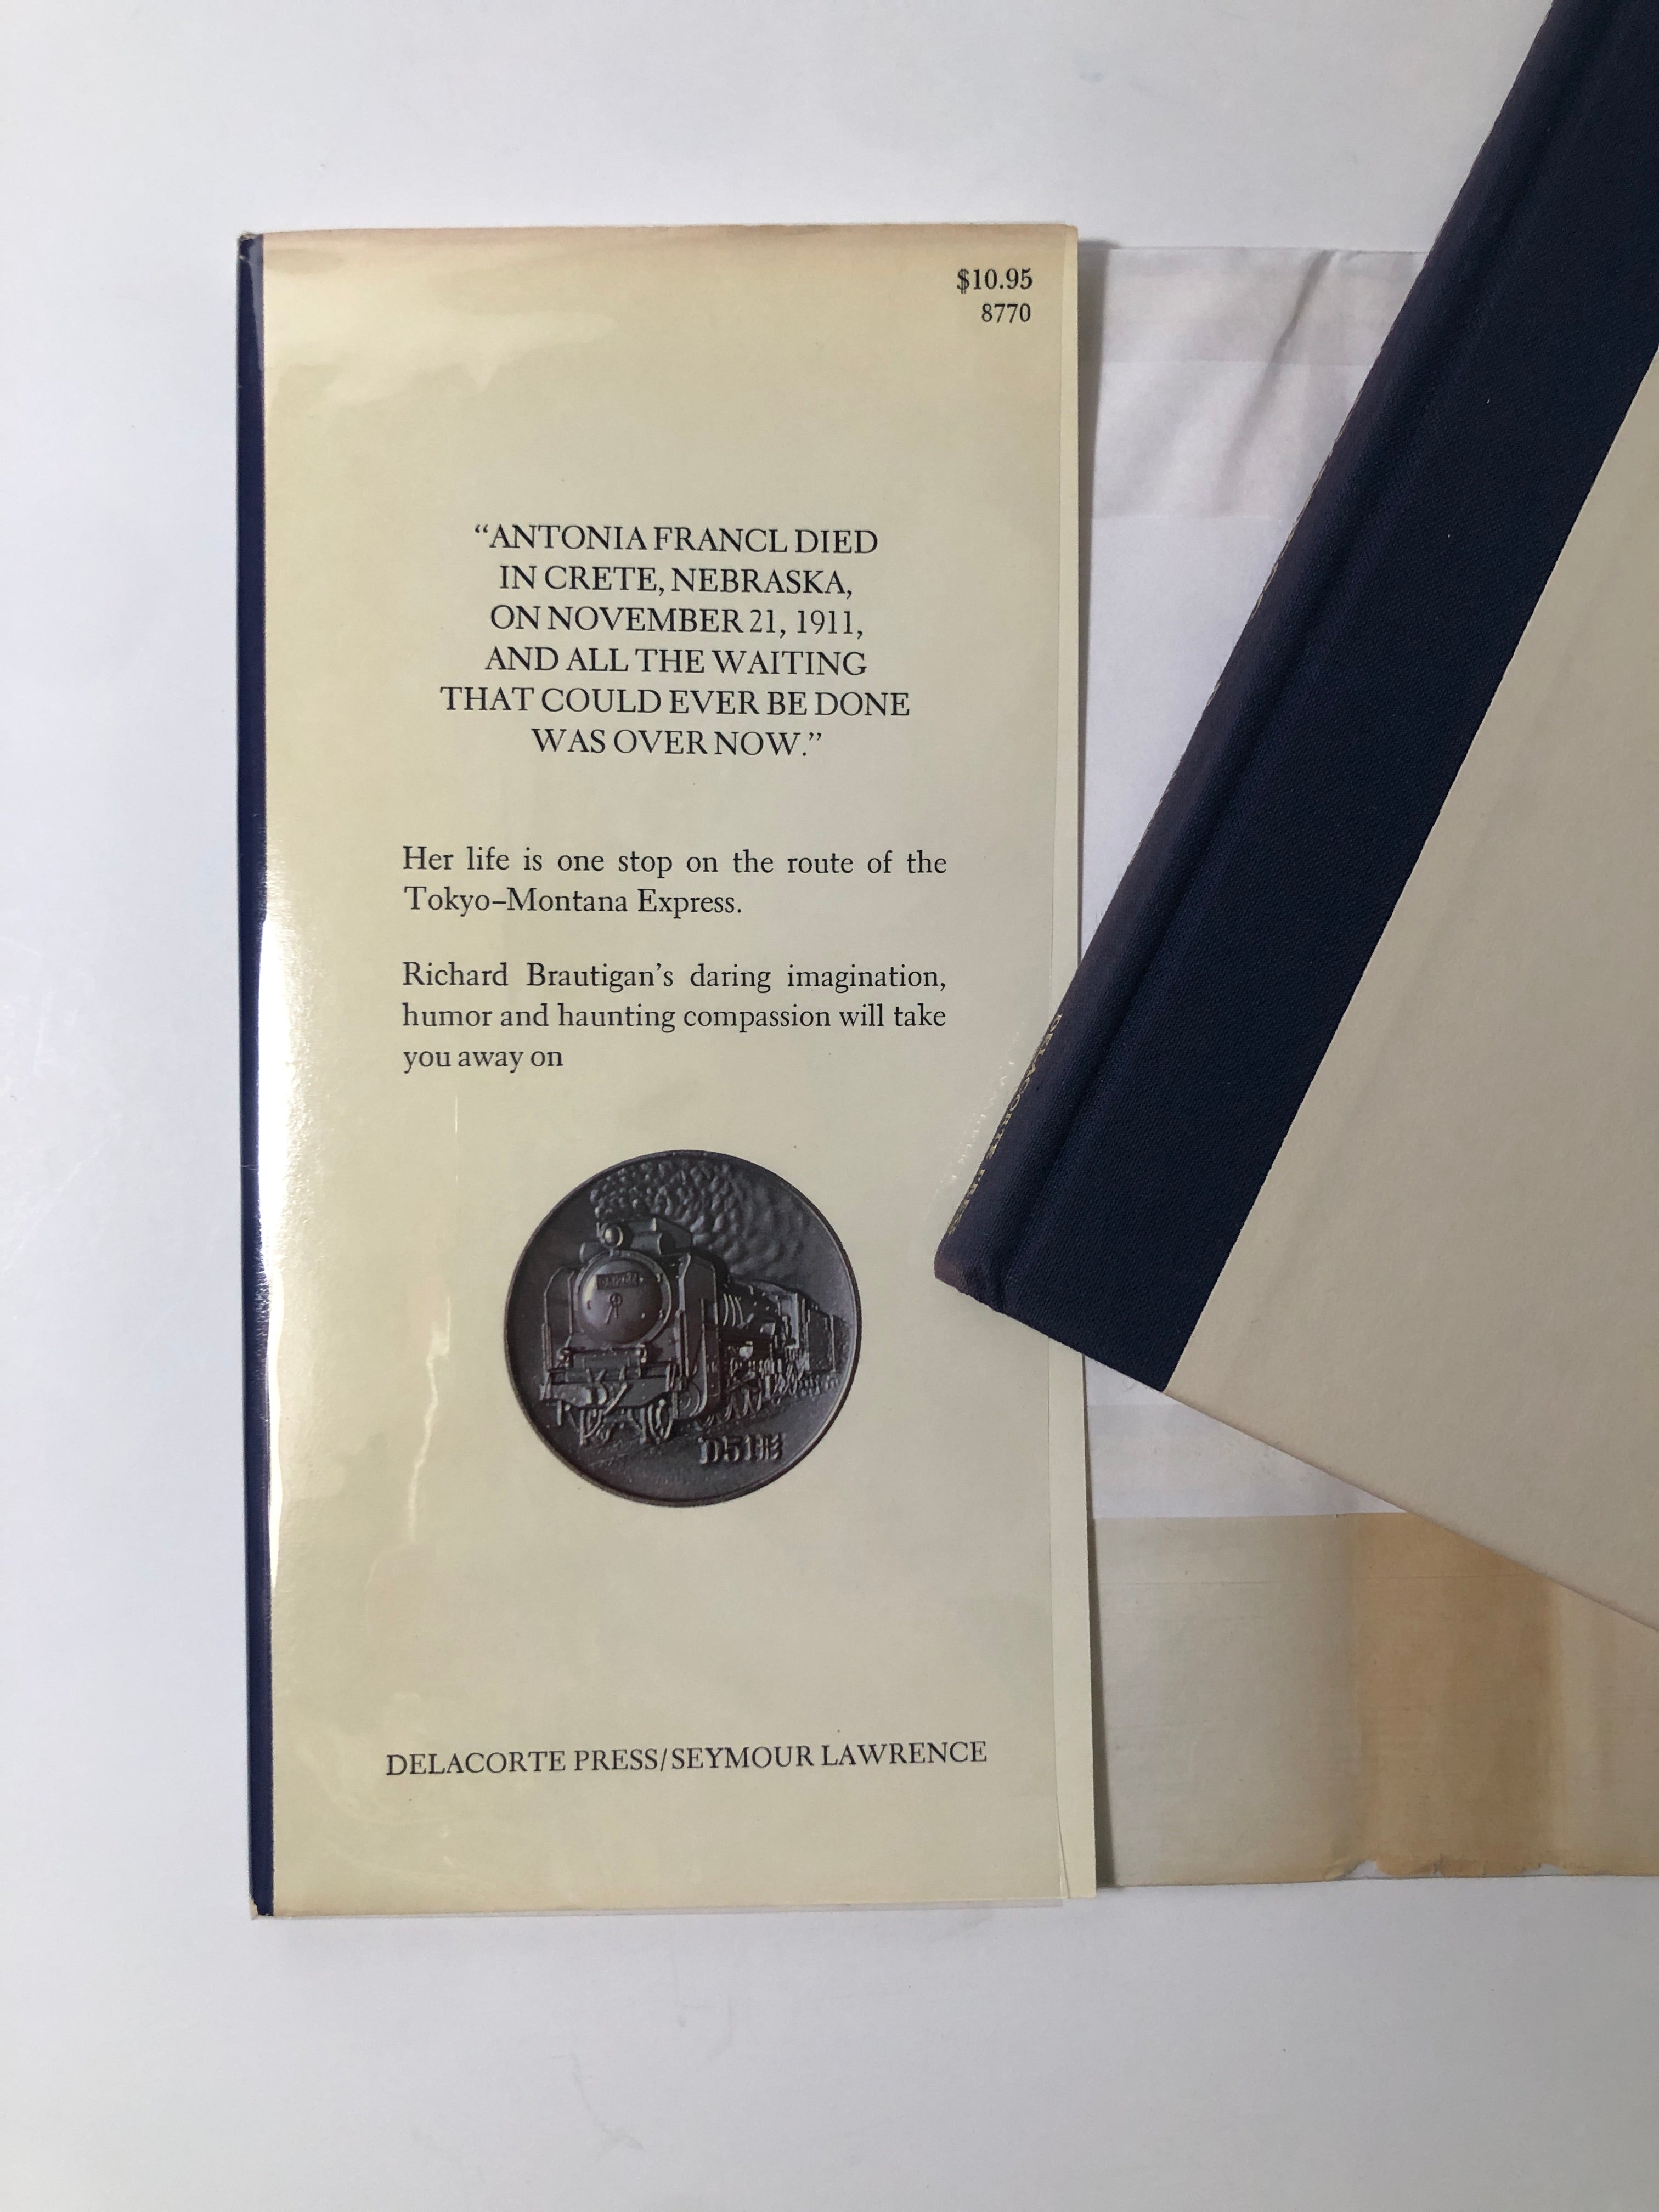 $10.95
8770
“ANTONIA FRANCL DIED
IN CRETE, NEBRASKA,
ON NOVEMBER 21, 1911,
AND ALL THE WAITING
THAT COULD EVER BE DONE
WAS OVER NOW.”
Her life is one stop on the route of the
Tokyo–Montana Express.
Richard Brautigan’s daring imagination,
humor and haunting compassion will take
you away on
D51形
DELACORTE PRESS/SEYMOUR LAWRENCE
DELACORTE PRESS